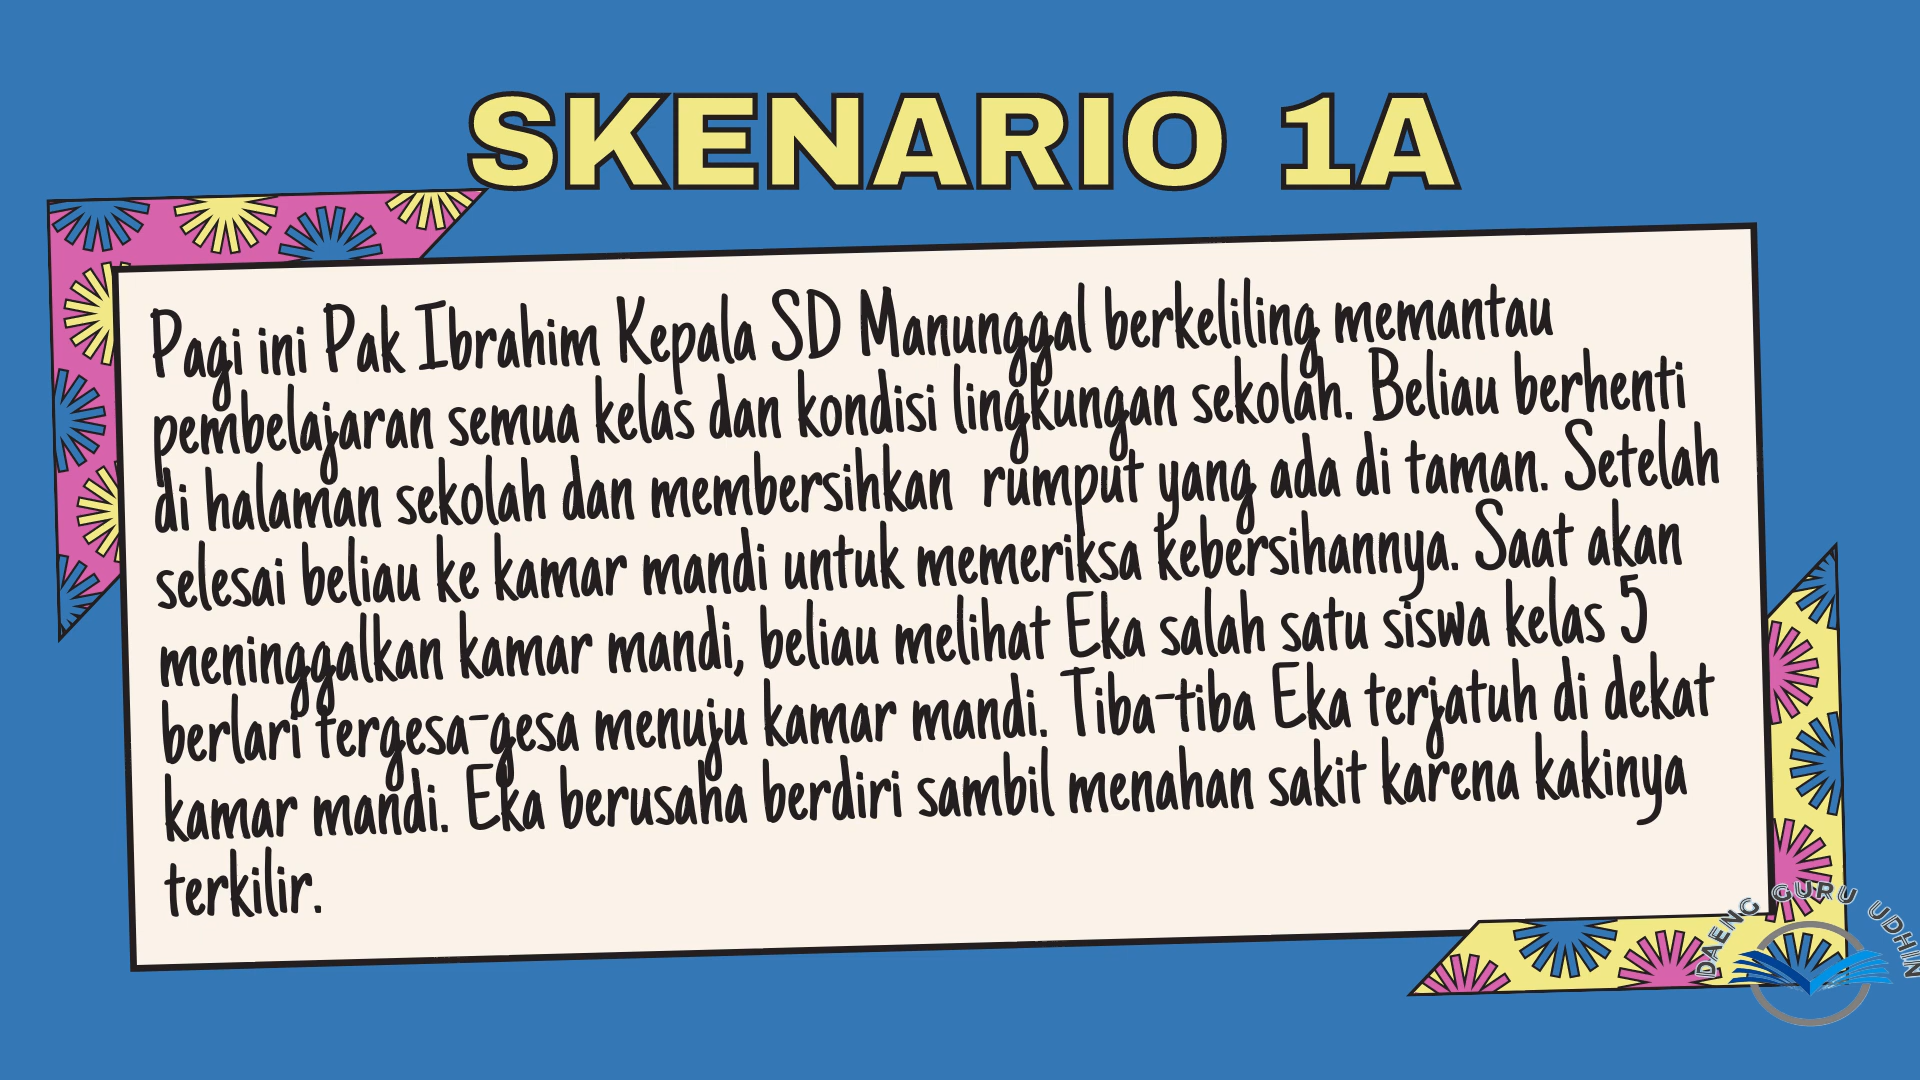 SKENARIO 1A
Pagi ini Pak Ibrahim Kepala SD Manunggal berkeliling memantau
pembelajaran semua kelas dan kondisi lingkungan sekolah. Beliau berhenti
di halaman sekolah dan membersihkan rumput yang ada di taman. Setelah
selesai beliau ke kamar mandi untuk memeriksa kebersihannya. Saat akan
meninggalkan kamar mandi, beliau melihat Eka salah satu siswa kelas 5
berlari tergesa-gesa menuju kamar mandi. Tiba-tiba Eka terjatuh di dekat
kamar mandi. Eka berusaha berdiri sambil menahan sakit karena kakinya
terkilir.
DAENG GURU UDHIN